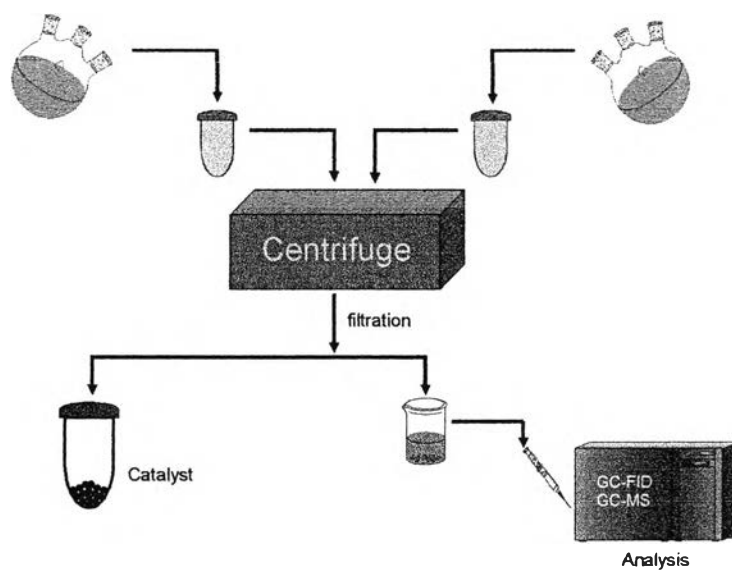 Centrifuge
filtration
Catalyst
GC-FID
GC-MS
Analysis